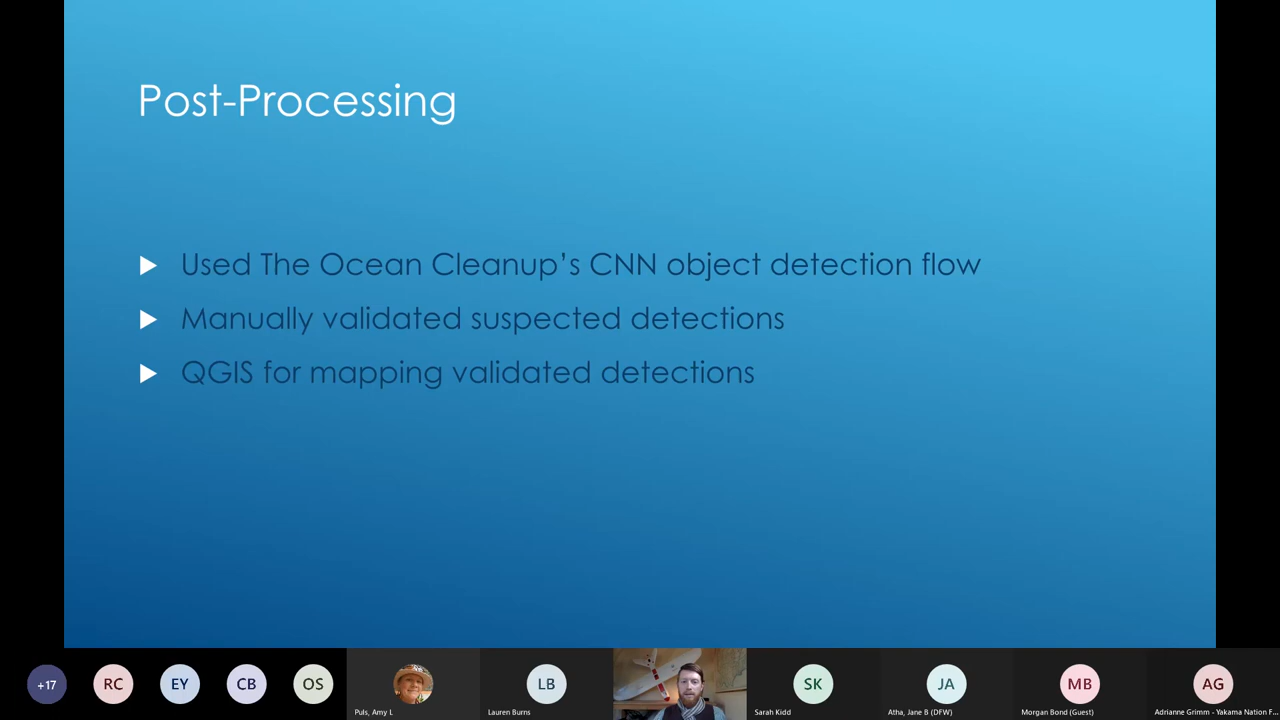 Post-Processing
Used The Ocean Cleanup's CNN object detection flow
Manually validated suspected detections
QGIS for mapping validated detections
+17
RC
EY
CB
OS
Puls, Amy L
LB
Lauren Burns
SK
Sarah Kidd
JA
Atha, Jane B (DFW)
MB
Morgan Bond (Guest)
AG
Adrianne Grimm - Yakama Nation F...